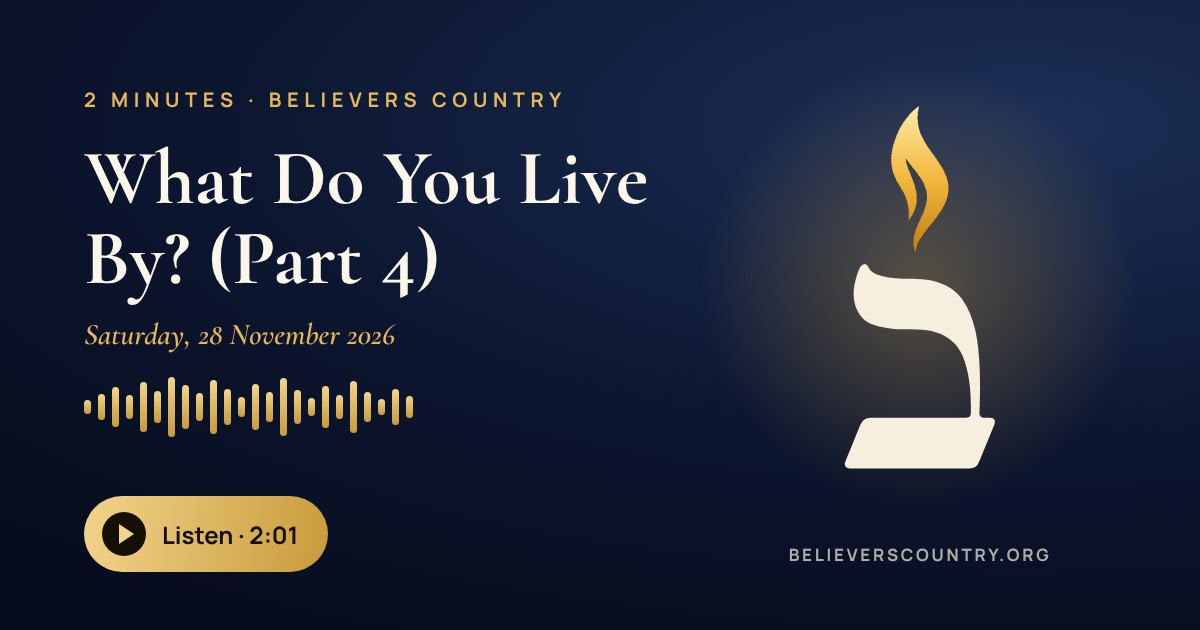 2 MINUTES · BELIEVERS COUNTRY
What Do You Live
By? (Part 4)
Saturday, 28 November 2026
Listen · 2:01
ב
BELIEVERSCOUNTRY.ORG